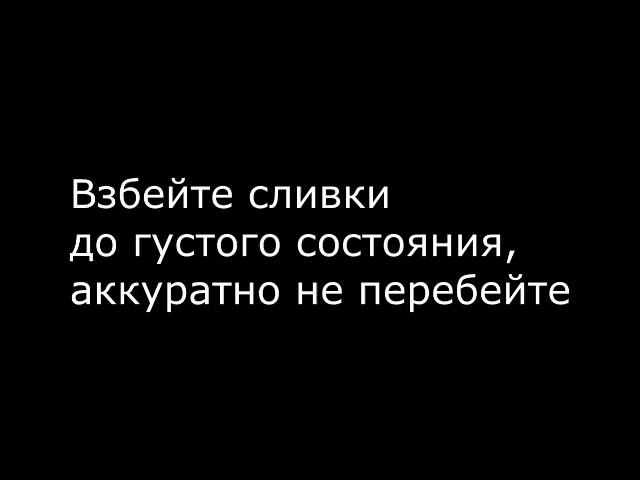 Взбейте сливки
до густого состояния,
аккуратно не перебейте